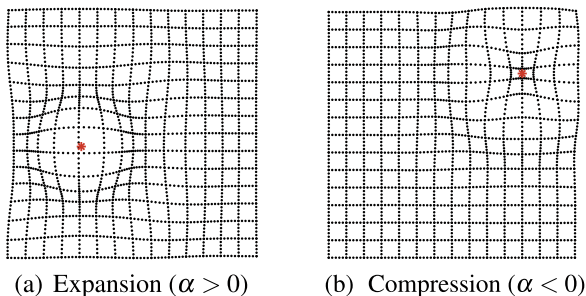 (a) Expansion (α > 0)
(b) Compression (α < 0)